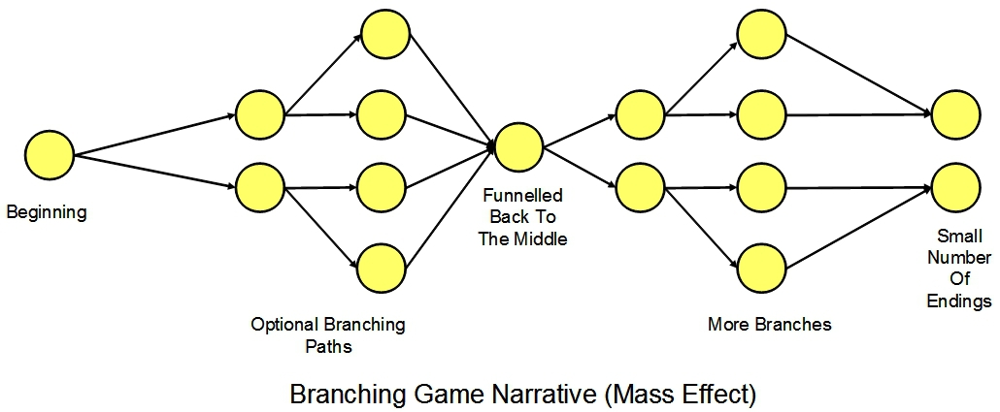 Beginning
Optional Branching
Paths
Funnelled
Back To
The Middle
More Branches
Small
Number
Of
Endings
Branching Game Narrative (Mass Effect)